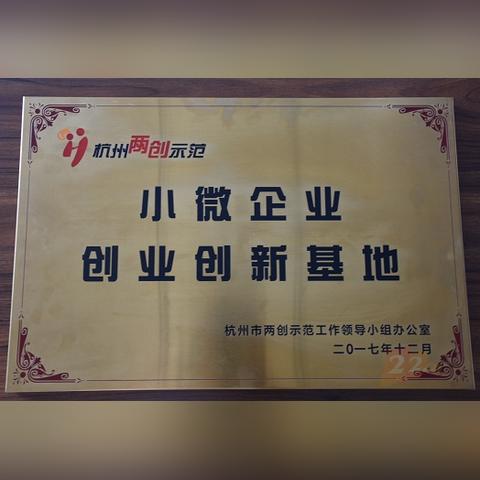 杭州两创示范
小微企业
创业创新基地
杭州市两创示范工作领导小组办公室
二〇一七年十二月